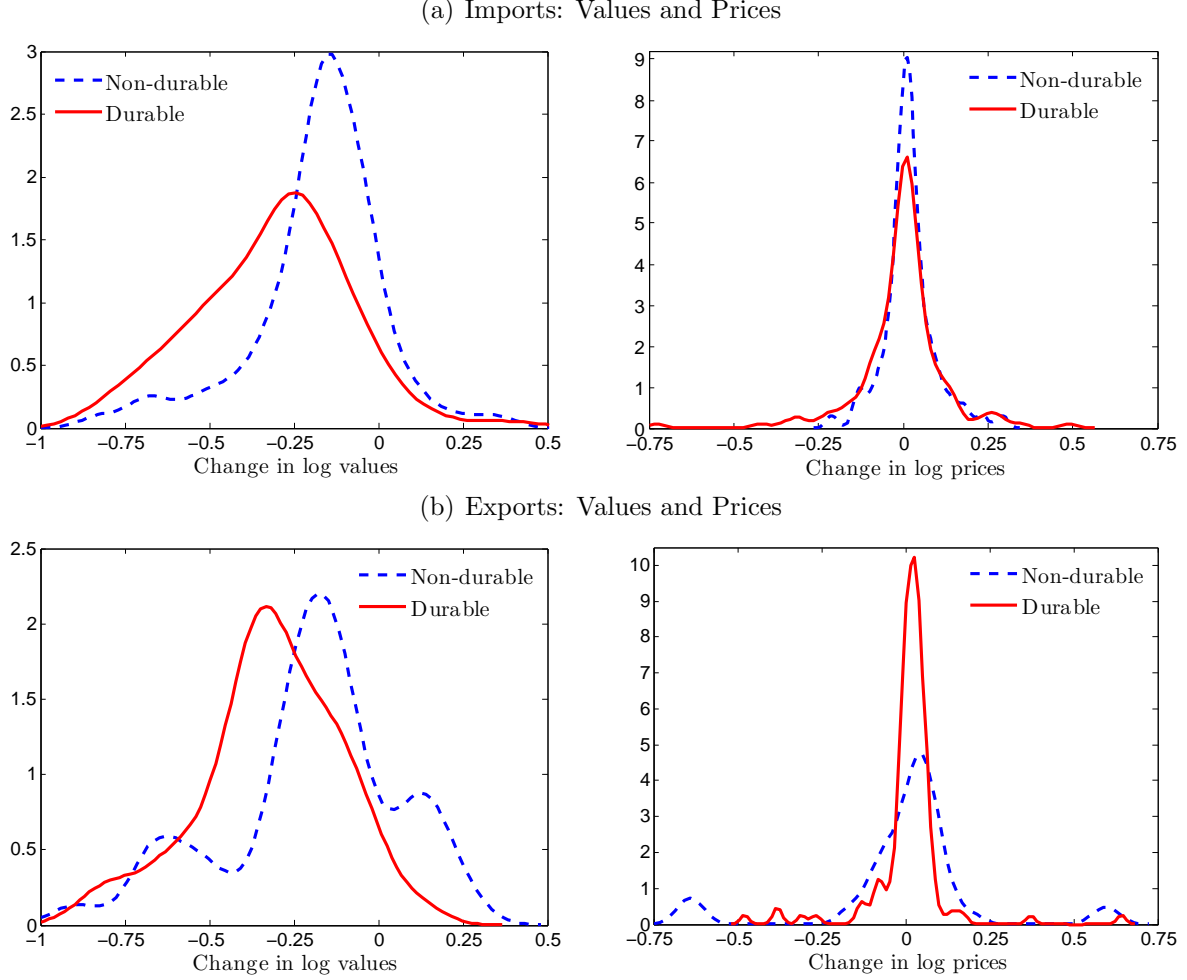 (a) Imports: Values and Prices
3
2.5
2
1.5
1
0.5
0
−1 −0.75 −0.5 −0.25 0 0.25 0.5
Non-durable
Durable
Change in log values
9
8
7
6
5
4
3
2
1
0
−0.75 −0.5 −0.25 0 0.25 0.5 0.75
Non-durable
Durable
Change in log prices
(b) Exports: Values and Prices
2.5
2
1.5
1
0.5
0
−1 −0.75 −0.5 −0.25 0 0.25 0.5
Non-durable
Durable
Change in log values
10
9
8
7
6
5
4
3
2
1
0
−0.75 −0.5 −0.25 0 0.25 0.5 0.75
Non-durable
Durable
Change in log prices